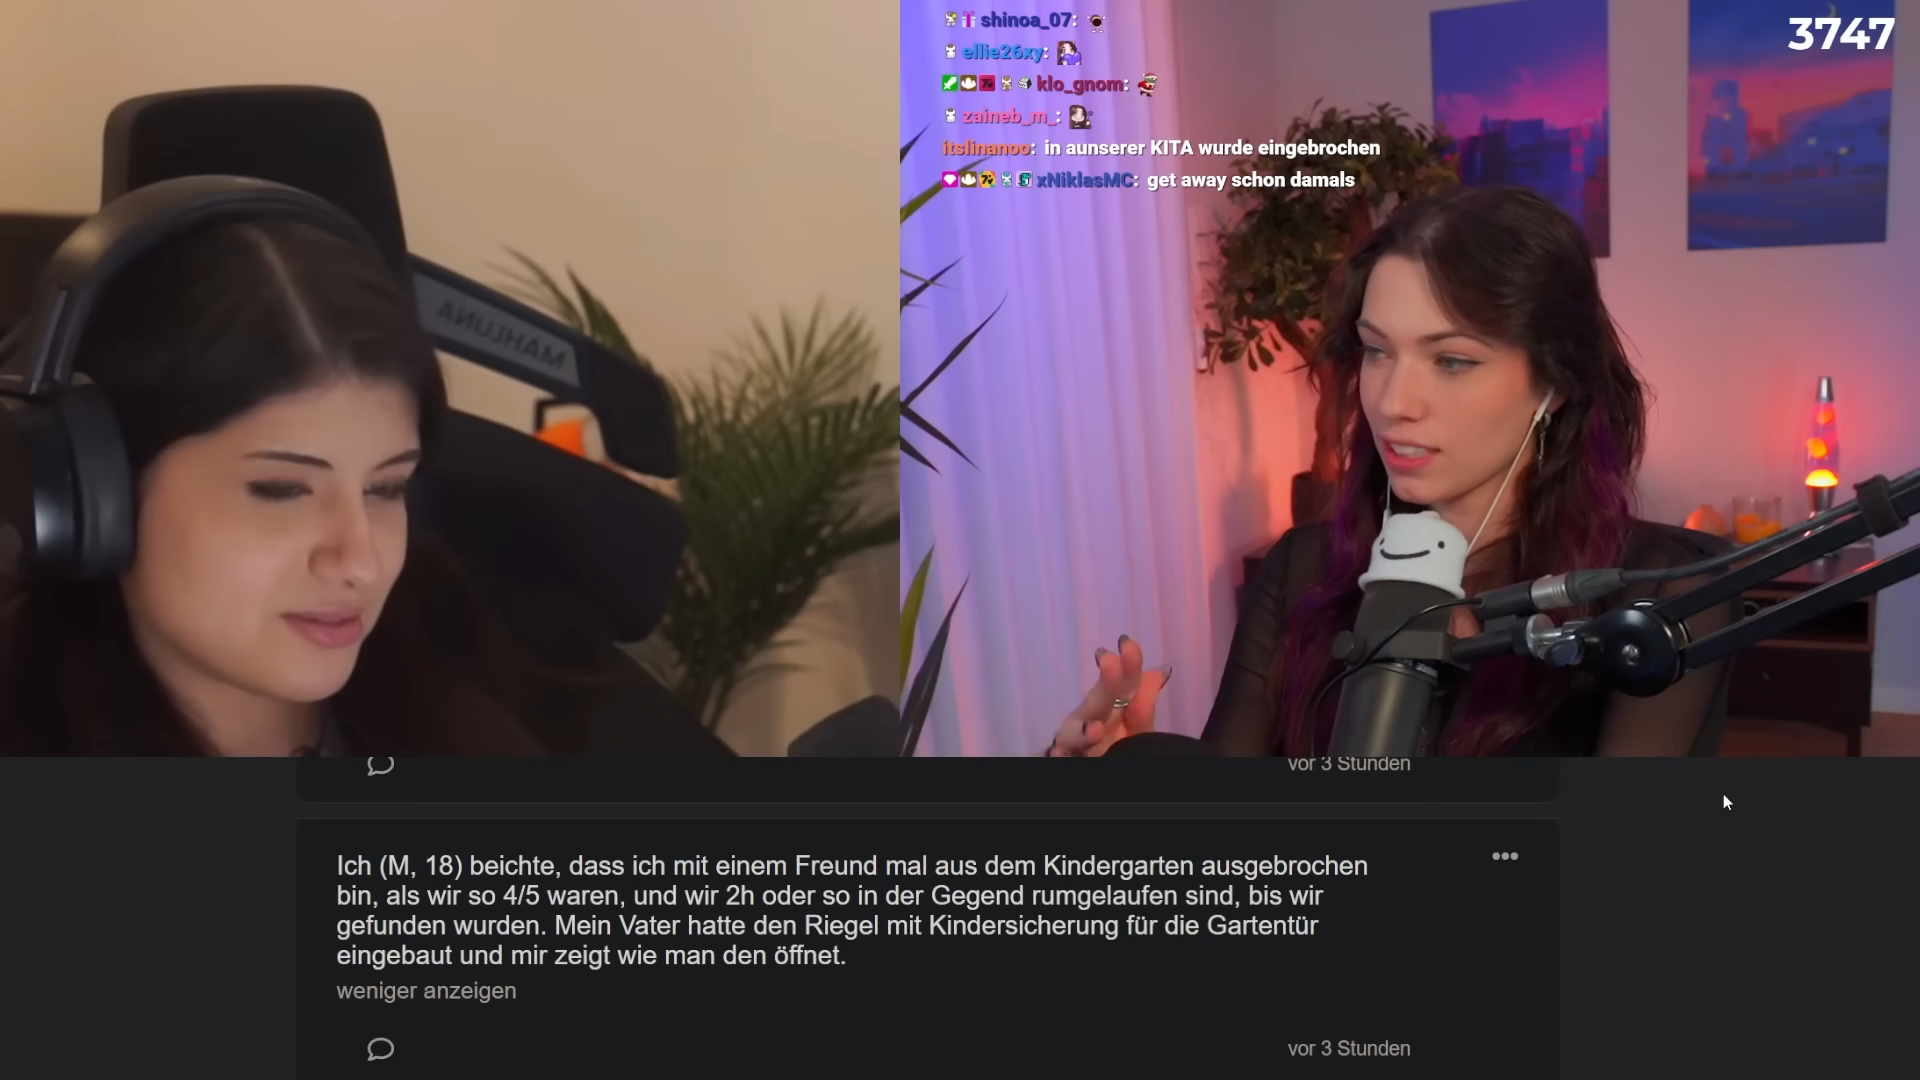 3747
shinoa_07:
ellie26xy:
klo_gnom:
zaineb_m_:
itslinanoo: in aunserer KITA wurde eingebrochen
xNiklasMC: get away schon damals
MAHLUNA
vor 3 Stunden
Ich (M, 18) beichte, dass ich mit einem Freund mal aus dem Kindergarten ausgebrochen
bin, als wir so 4/5 waren, und wir 2h oder so in der Gegend rumgelaufen sind, bis wir
gefunden wurden. Mein Vater hatte den Riegel mit Kindersicherung für die Gartentür
eingebaut und mir zeigt wie man den öffnet.
weniger anzeigen
vor 3 Stunden